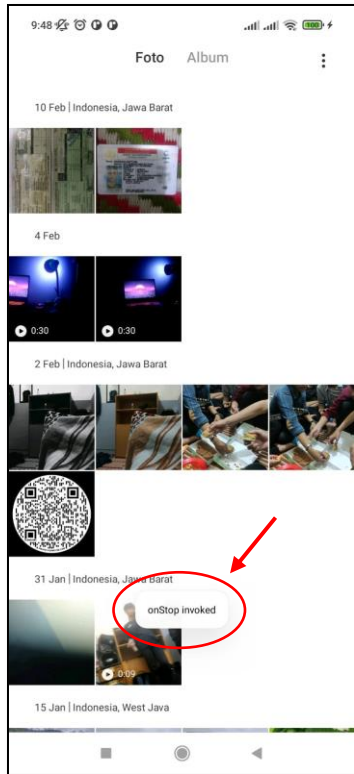 9:48
100
Foto Album
10 Feb | Indonesia, Jawa Barat
4 Feb
0:30 0:30
2 Feb | Indonesia, Jawa Barat
31 Jan | Indonesia, Jawa Barat
onStop invoked
0:09
15 Jan | Indonesia, West Java